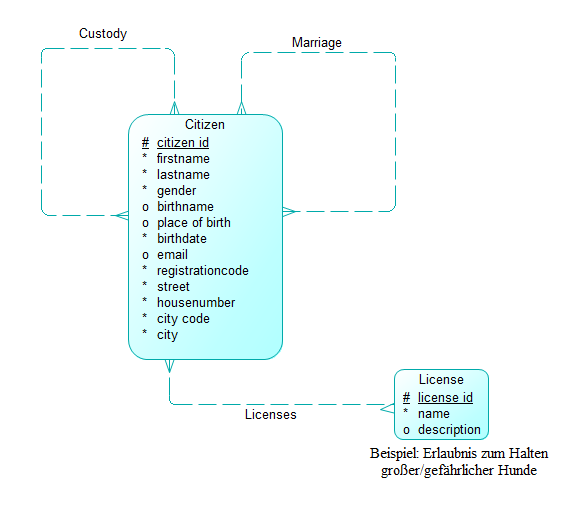 Custody
Marriage
Citizen
# citizen id
* firstname
* lastname
* gender
o birthname
o place of birth
* birthdate
o email
* registrationcode
* street
* housenumber
* city code
* city
License
# license id
* name
o description
Licenses
Beispiel: Erlaubnis zum Halten
großer/gefährlicher Hunde